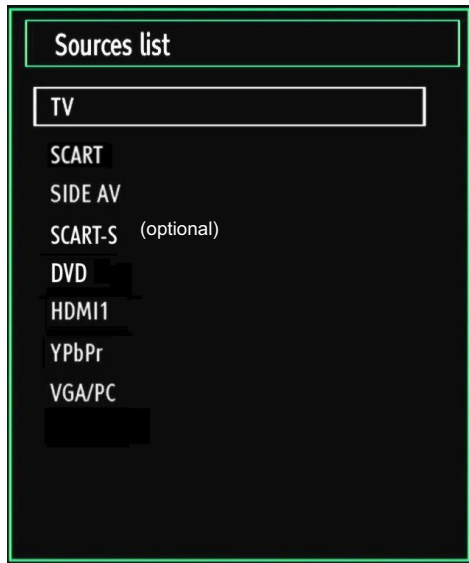 Sources list
TV
SCART
SIDE AV
SCART-S (optional)
DVD
HDMI1
YPbPr
VGA/PC